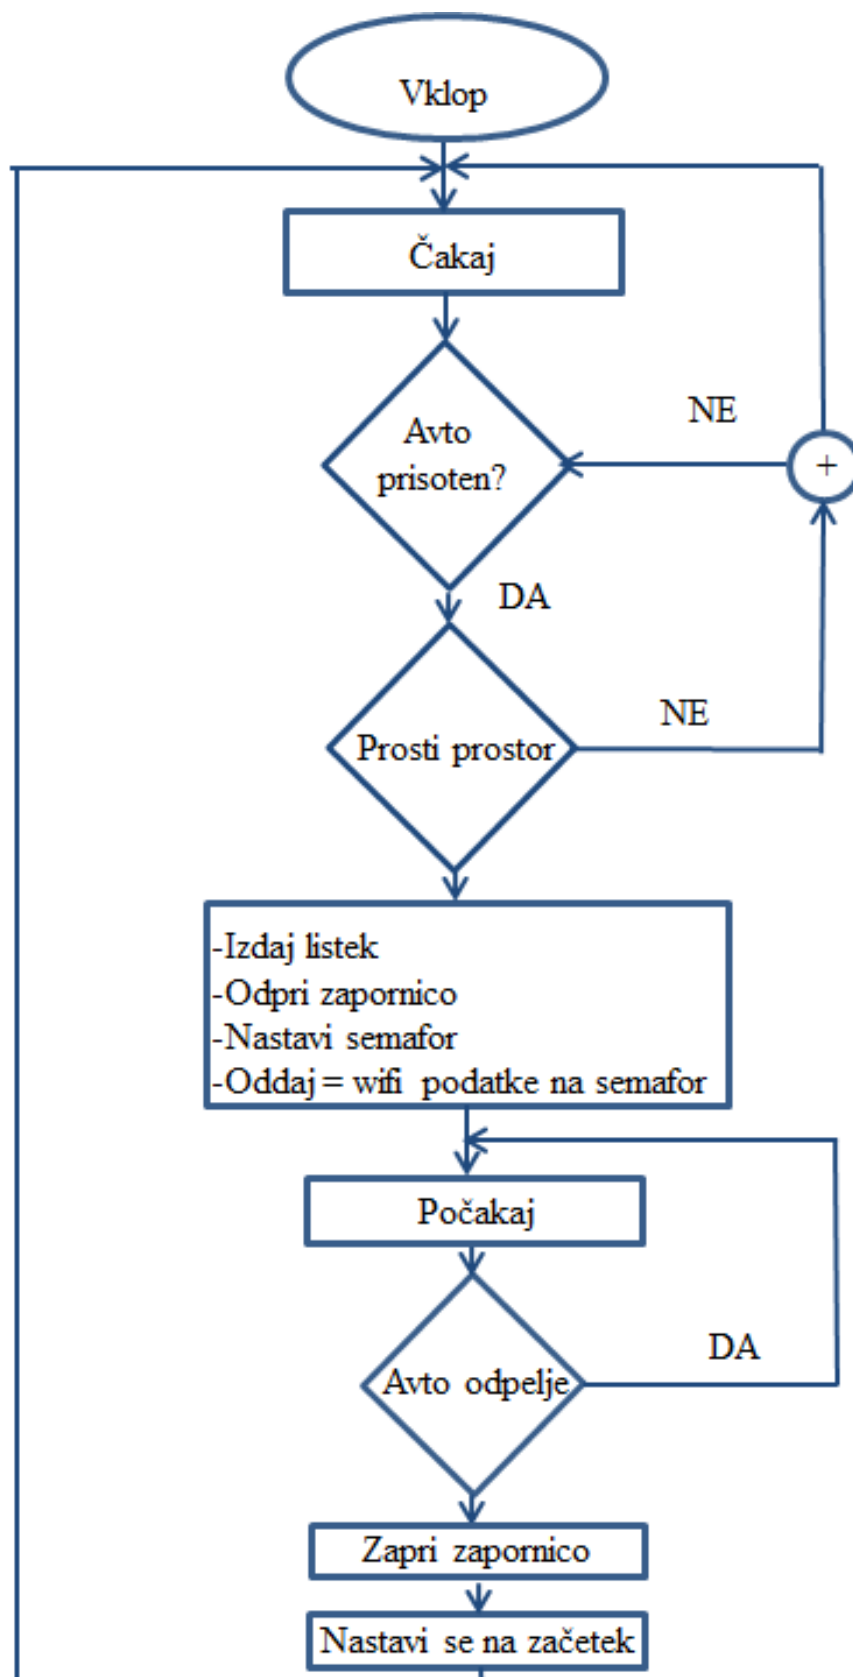 Vklop
Čakaj
NE
Avto
prisoten?
+
DA
NE
Prosti prostor
-Izdaj listek
-Odpri zapornico
-Nastavi semafor
-Oddaj = wifi podatke na semafor
Počakaj
DA
Avto odpelje
Zapri zapornico
Nastavi se na začetek